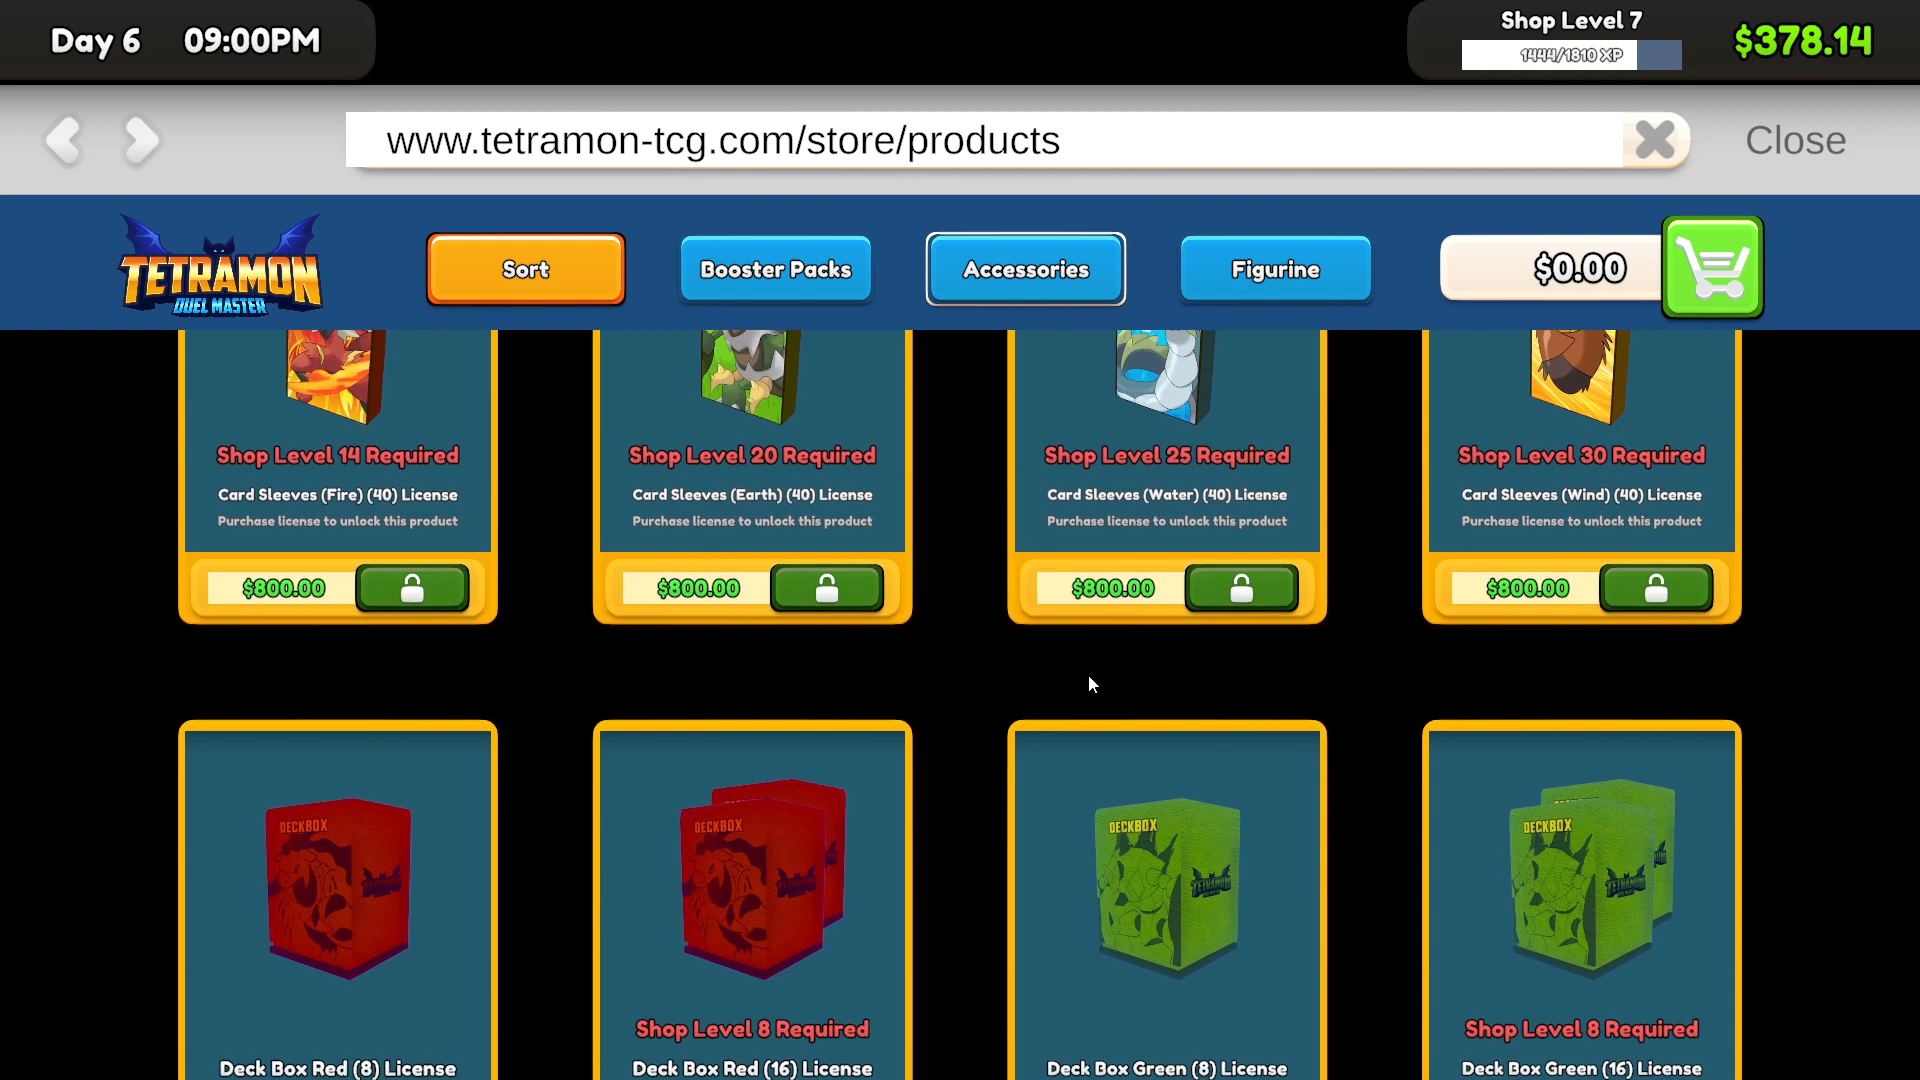 Day 6 09:00PM
Shop Level 7
1444/1810 XP
$378.14
www.tetramon-tcg.com/store/products
Close
TETRAMON
DUEL MASTER
Sort
Booster Packs
Accessories
Figurine
$0.00
Shop Level 14 Required
Card Sleeves (Fire) (40) License
Purchase license to unlock this product
$800.00
Shop Level 20 Required
Card Sleeves (Earth) (40) License
Purchase license to unlock this product
$800.00
Shop Level 25 Required
Card Sleeves (Water) (40) License
Purchase license to unlock this product
$800.00
Shop Level 30 Required
Card Sleeves (Wind) (40) License
Purchase license to unlock this product
$800.00
DECKBOX
TETRAMON
Deck Box Red (8) License
DECKBOX
TETRAMON
Shop Level 8 Required
Deck Box Red (16) License
DECKBOX
TETRAMON
Deck Box Green (8) License
DECKBOX
TETRAMON
Shop Level 8 Required
Deck Box Green (16) License